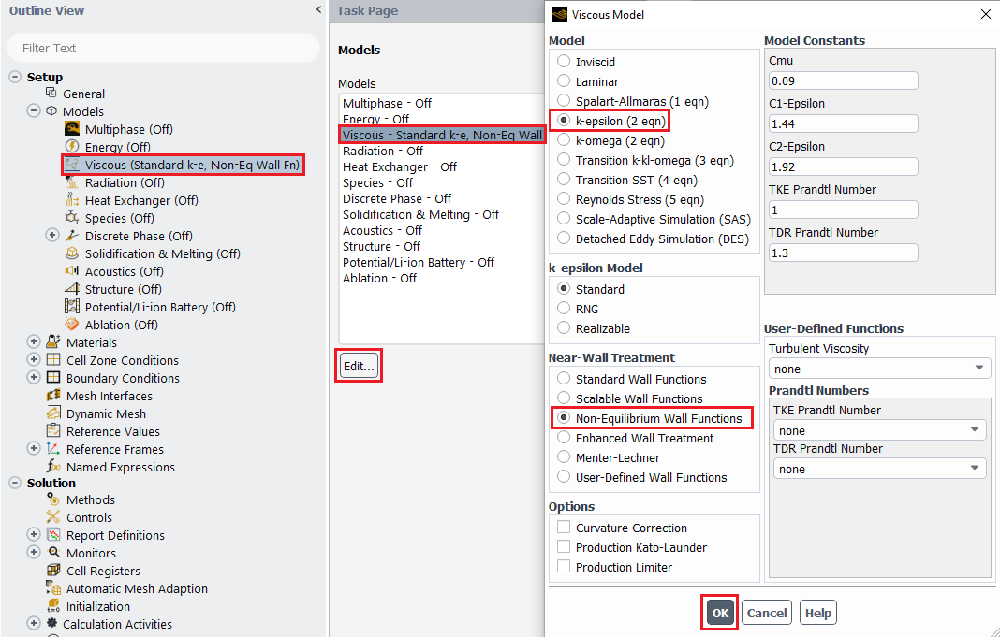 Outline View
Filter Text
Setup
General
Models
Multiphase (Off)
Energy (Off)
Viscous (Standard k-e, Non-Eq Wall Fn)
Radiation (Off)
Heat Exchanger (Off)
Species (Off)
Discrete Phase (Off)
Solidification & Melting (Off)
Acoustics (Off)
Structure (Off)
Potential/Li-ion Battery (Off)
Ablation (Off)
Materials
Cell Zone Conditions
Boundary Conditions
Mesh Interfaces
Dynamic Mesh
Reference Values
Reference Frames
Named Expressions
Solution
Methods
Controls
Report Definitions
Monitors
Cell Registers
Automatic Mesh Adaption
Initialization
Calculation Activities
Task Page
Models
Models
Multiphase - Off
Energy - Off
Viscous - Standard k-e, Non-Eq Wall
Radiation - Off
Heat Exchanger - Off
Species - Off
Discrete Phase - Off
Solidification & Melting - Off
Acoustics - Off
Structure - Off
Potential/Li-ion Battery - Off
Ablation - Off
Edit...
Viscous Model
Model
Inviscid
Laminar
Spalart-Allmaras (1 eqn)
k-epsilon (2 eqn)
k-omega (2 eqn)
Transition k-kl-omega (3 eqn)
Transition SST (4 eqn)
Reynolds Stress (5 eqn)
Scale-Adaptive Simulation (SAS)
Detached Eddy Simulation (DES)
k-epsilon Model
Standard
RNG
Realizable
Near-Wall Treatment
Standard Wall Functions
Scalable Wall Functions
Non-Equilibrium Wall Functions
Enhanced Wall Treatment
Menter-Lechner
User-Defined Wall Functions
Options
Curvature Correction
Production Kato-Launder
Production Limiter
Model Constants
Cmu
0.09
C1-Epsilon
1.44
C2-Epsilon
1.92
TKE Prandtl Number
1
TDR Prandtl Number
1.3
User-Defined Functions
Turbulent Viscosity
none
Prandtl Numbers
TKE Prandtl Number
none
TDR Prandtl Number
none
OK
Cancel
Help